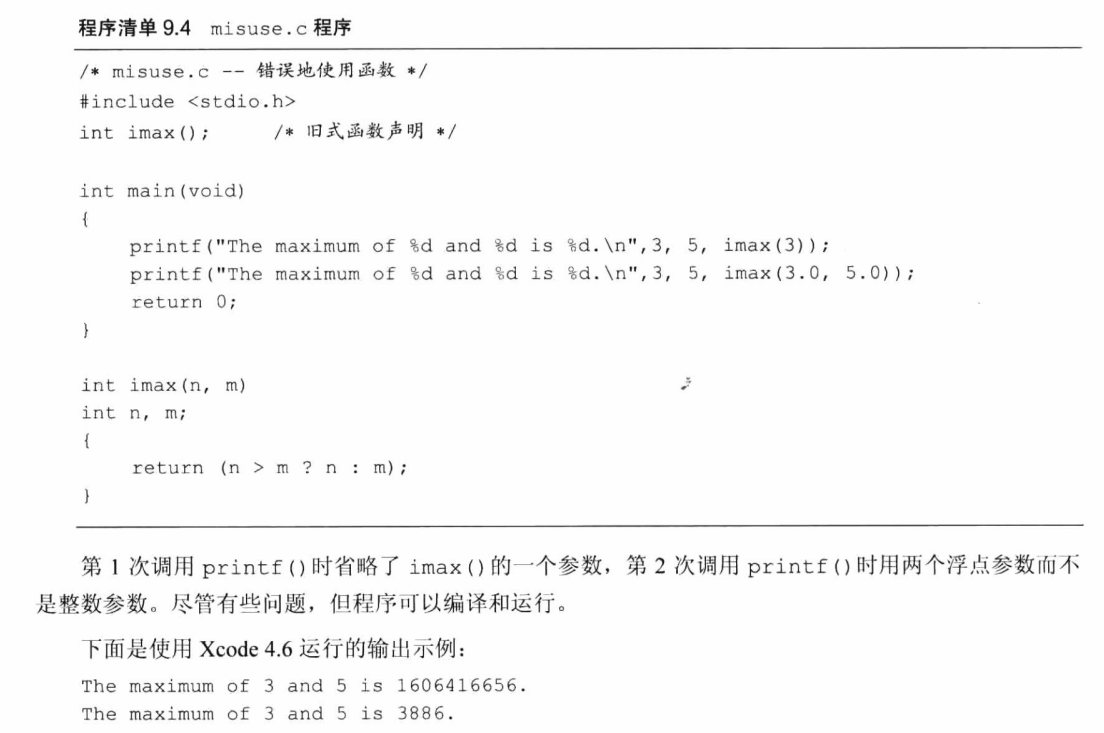 程序清单 9.4 misuse.c 程序
/* misuse.c -- 错误地使用函数 */
#include <stdio.h>
int imax();      /* 旧式函数声明 */
int main(void)
{
    printf("The maximum of %d and %d is %d.\n",3, 5, imax(3));
    printf("The maximum of %d and %d is %d.\n",3, 5, imax(3.0, 5.0));
    return 0;
}
int imax(n, m)
int n, m;
{
    return (n > m ? n : m);
}
第 1 次调用 printf()时省略了 imax()的一个参数，第 2 次调用 printf()时用两个浮点参数而不
是整数参数。尽管有些问题，但程序可以编译和运行。
下面是使用 Xcode 4.6 运行的输出示例：
The maximum of 3 and 5 is 1606416656.
The maximum of 3 and 5 is 3886.